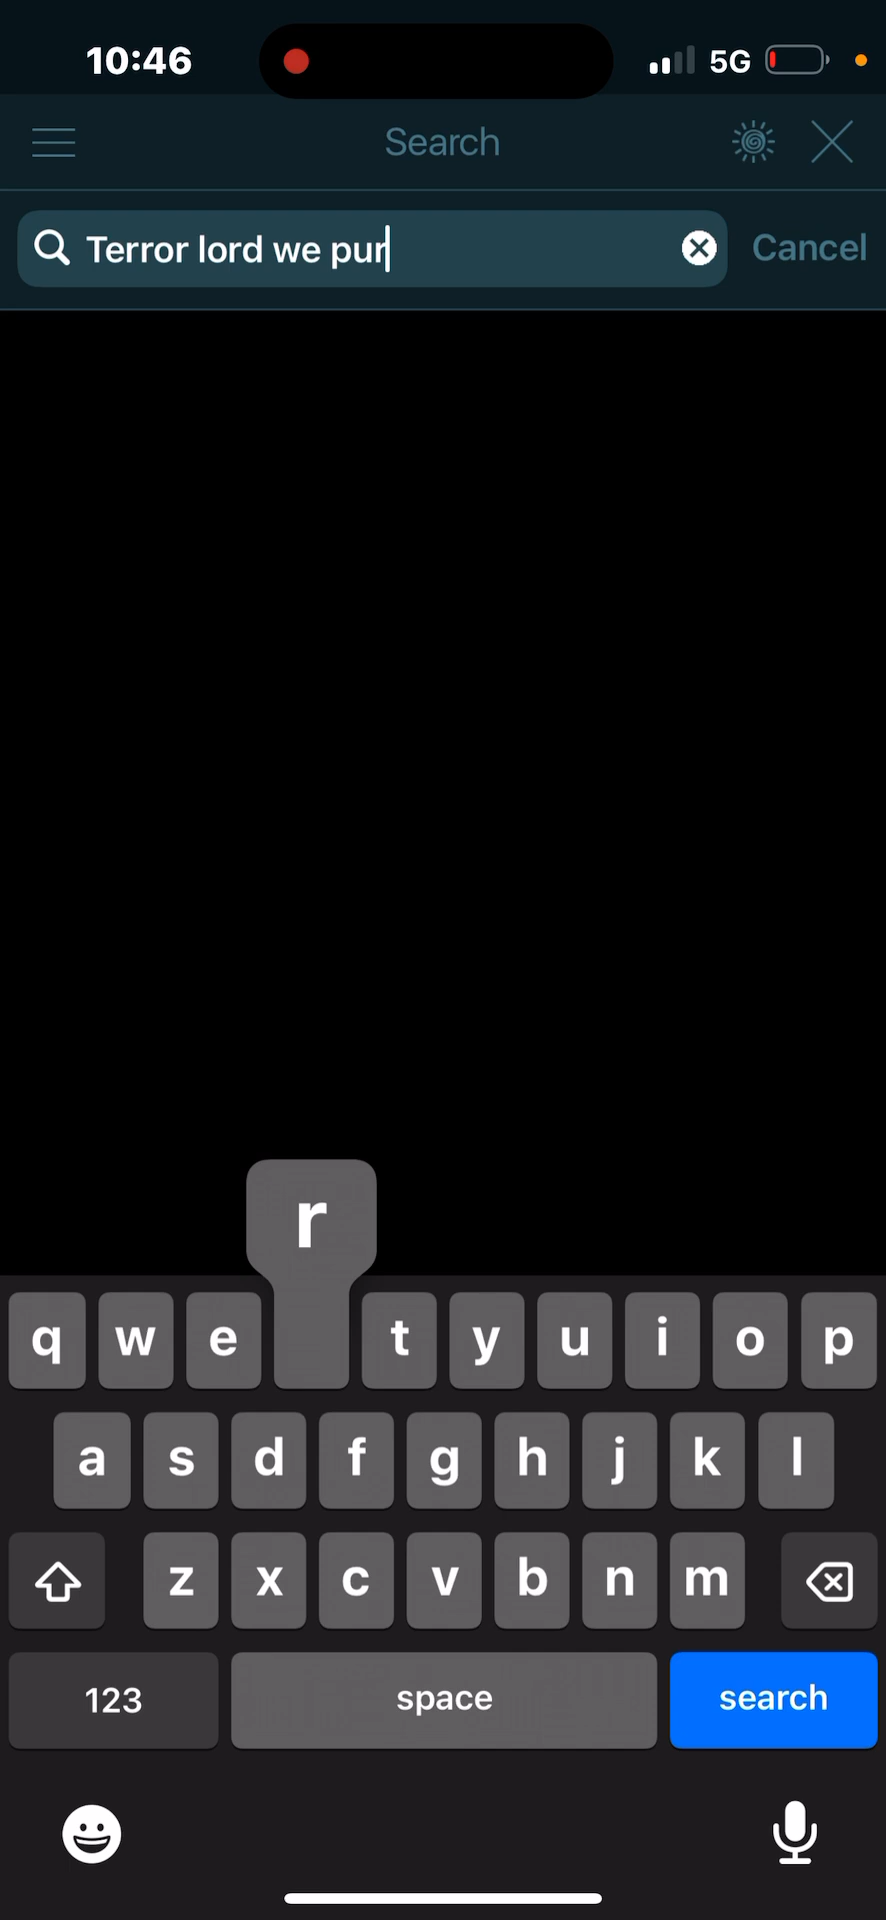 10:46
5G
Search
Terror lord we pur
Cancel
r
q w e t y u i o p
a s d f g h j k l
z x c v b n m
123 space search